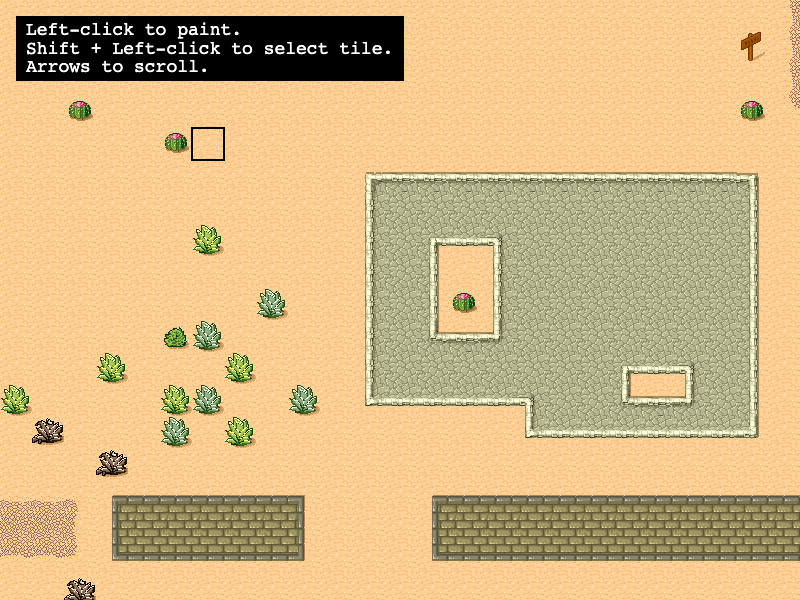 Left-click to paint.
Shift + Left-click to select tile.
Arrows to scroll.